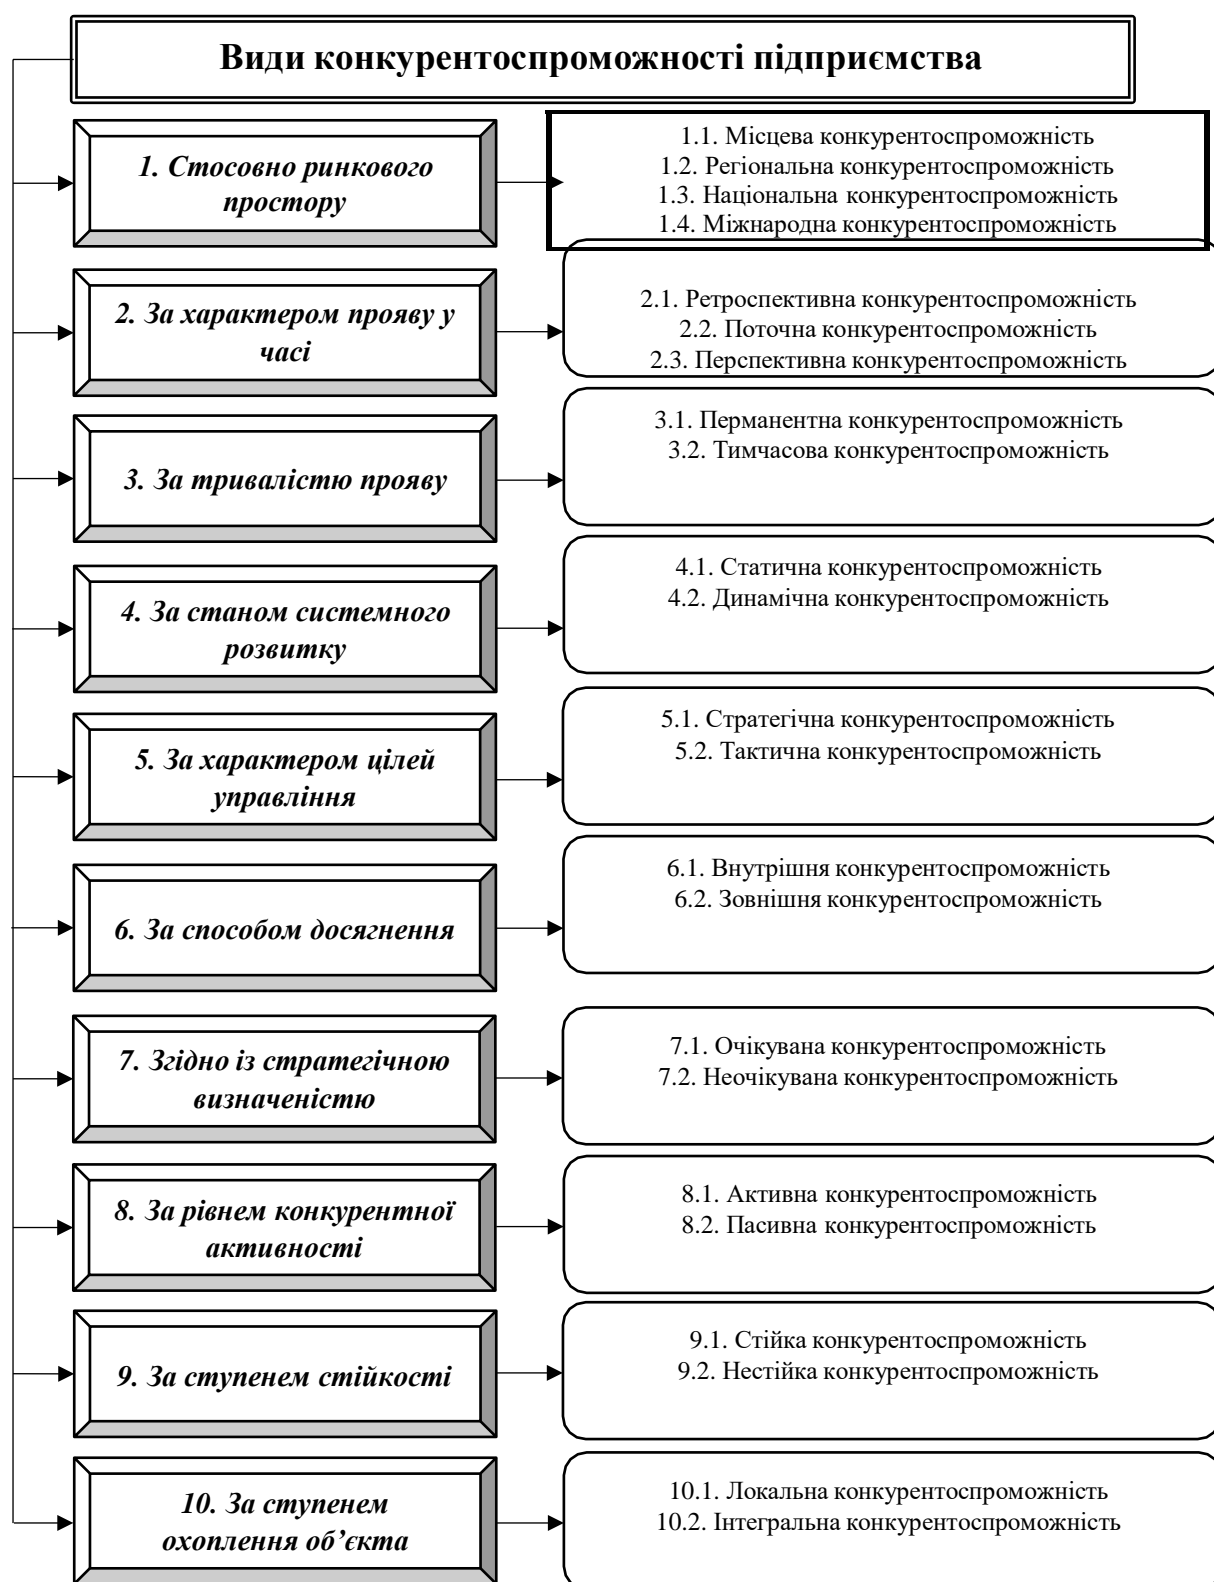 Види конкурентоспроможності підприємства
1. Стосовно ринкового
простору
1.1. Місцева конкурентоспроможність
1.2. Регіональна конкурентоспроможність
1.3. Національна конкурентоспроможність
1.4. Міжнародна конкурентоспроможність
2. За характером прояву у
часі
2.1. Ретроспективна конкурентоспроможність
2.2. Поточна конкурентоспроможність
2.3. Перспективна конкурентоспроможність
3. За тривалістю прояву
3.1. Перманентна конкурентоспроможність
3.2. Тимчасова конкурентоспроможність
4. За станом системного
розвитку
4.1. Статична конкурентоспроможність
4.2. Динамічна конкурентоспроможність
5. За характером цілей
управління
5.1. Стратегічна конкурентоспроможність
5.2. Тактична конкурентоспроможність
6. За способом досягнення
6.1. Внутрішня конкурентоспроможність
6.2. Зовнішня конкурентоспроможність
7. Згідно із стратегічною
визначеністю
7.1. Очікувана конкурентоспроможність
7.2. Неочікувана конкурентоспроможність
8. За рівнем конкурентної
активності
8.1. Активна конкурентоспроможність
8.2. Пасивна конкурентоспроможність
9. За ступенем стійкості
9.1. Стійка конкурентоспроможність
9.2. Нестійка конкурентоспроможність
10. За ступенем
охоплення об’єкта
10.1. Локальна конкурентоспроможність
10.2. Інтегральна конкурентоспроможність